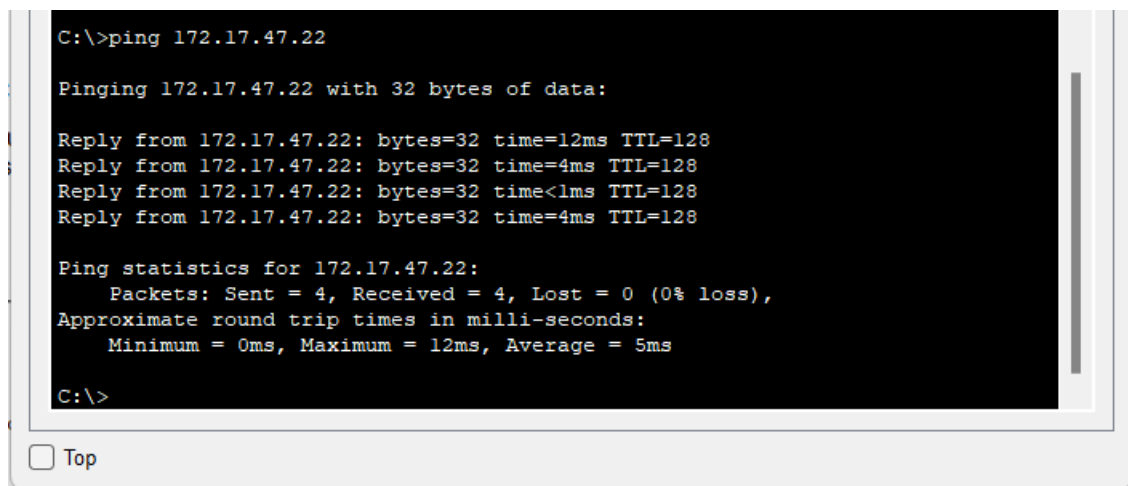 C:\>ping 172.17.47.22
Pinging 172.17.47.22 with 32 bytes of data:
Reply from 172.17.47.22: bytes=32 time=12ms TTL=128
Reply from 172.17.47.22: bytes=32 time=4ms TTL=128
Reply from 172.17.47.22: bytes=32 time<1ms TTL=128
Reply from 172.17.47.22: bytes=32 time=4ms TTL=128
Ping statistics for 172.17.47.22:
    Packets: Sent = 4, Received = 4, Lost = 0 (0% loss),
Approximate round trip times in milli-seconds:
    Minimum = 0ms, Maximum = 12ms, Average = 5ms
C:\>
Top